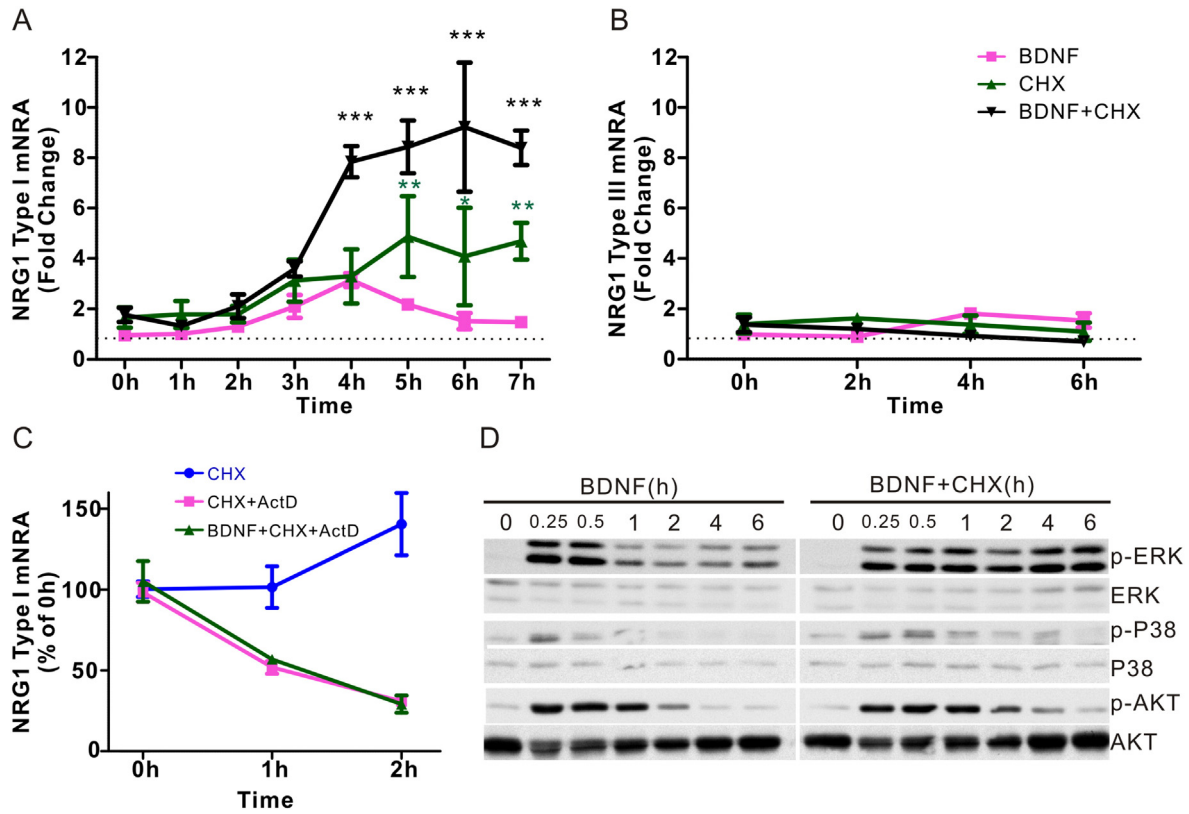 A
NRG1 Type I mNRA
(Fold Change)
12
10
8
6
4
2
0
***
***
***
***
**
*
**
0h 1h 2h 3h 4h 5h 6h 7h
Time
B
NRG1 Type III mNRA
(Fold Change)
12
10
8
6
4
2
0
BDNF
CHX
BDNF+CHX
0h 2h 4h 6h
Time
C
NRG1 Type I mNRA
(% of 0h)
150
100
50
0
CHX
CHX+ActD
BDNF+CHX+ActD
0h 1h 2h
Time
D
BDNF(h) BDNF+CHX(h)
0 0.25 0.5 1 2 4 6 0 0.25 0.5 1 2 4 6
p-ERK
ERK
p-P38
P38
p-AKT
AKT